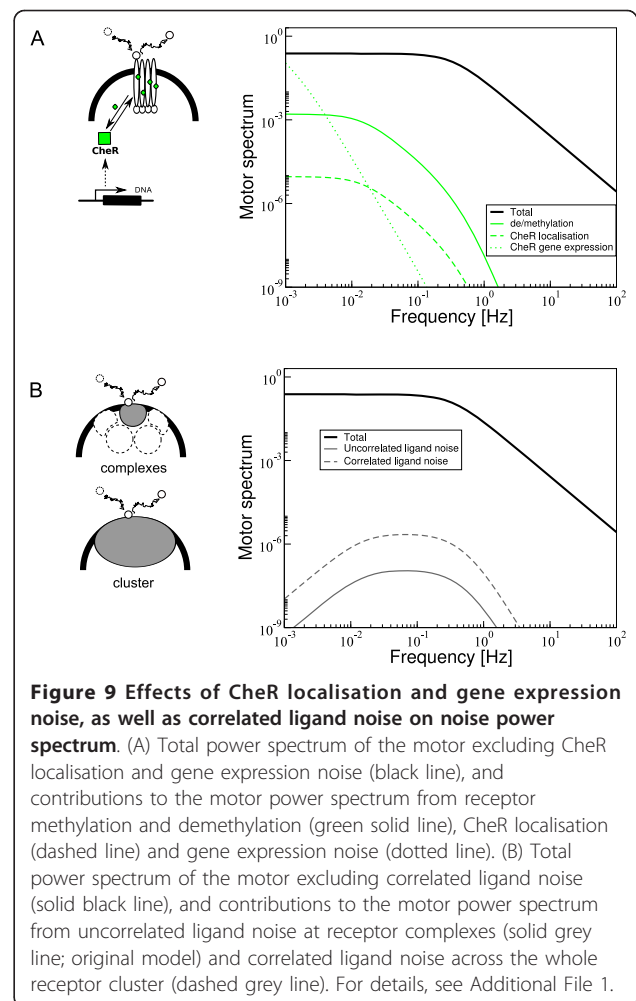 A
CheR
DNA
Motor spectrum
10^0
10^-3
10^-6
10^-9
Total
de/methylation
CheR localisation
CheR gene expression
10^-3 10^-2 10^-1 10^0 10^1 10^2
Frequency [Hz]
B
complexes
cluster
Motor spectrum
10^0
10^-3
10^-6
10^-9
Total
Uncorrelated ligand noise
Correlated ligand noise
10^-3 10^-2 10^-1 10^0 10^1 10^2
Frequency [Hz]
Figure 9 Effects of CheR localisation and gene expression
noise, as well as correlated ligand noise on noise power
spectrum. (A) Total power spectrum of the motor excluding CheR
localisation and gene expression noise (black line), and
contributions to the motor power spectrum from receptor
methylation and demethylation (green solid line), CheR localisation
(dashed line) and gene expression noise (dotted line). (B) Total
power spectrum of the motor excluding correlated ligand noise
(solid black line), and contributions to the motor power spectrum
from uncorrelated ligand noise at receptor complexes (solid grey
line; original model) and correlated ligand noise across the whole
receptor cluster (dashed grey line). For details, see Additional File 1.